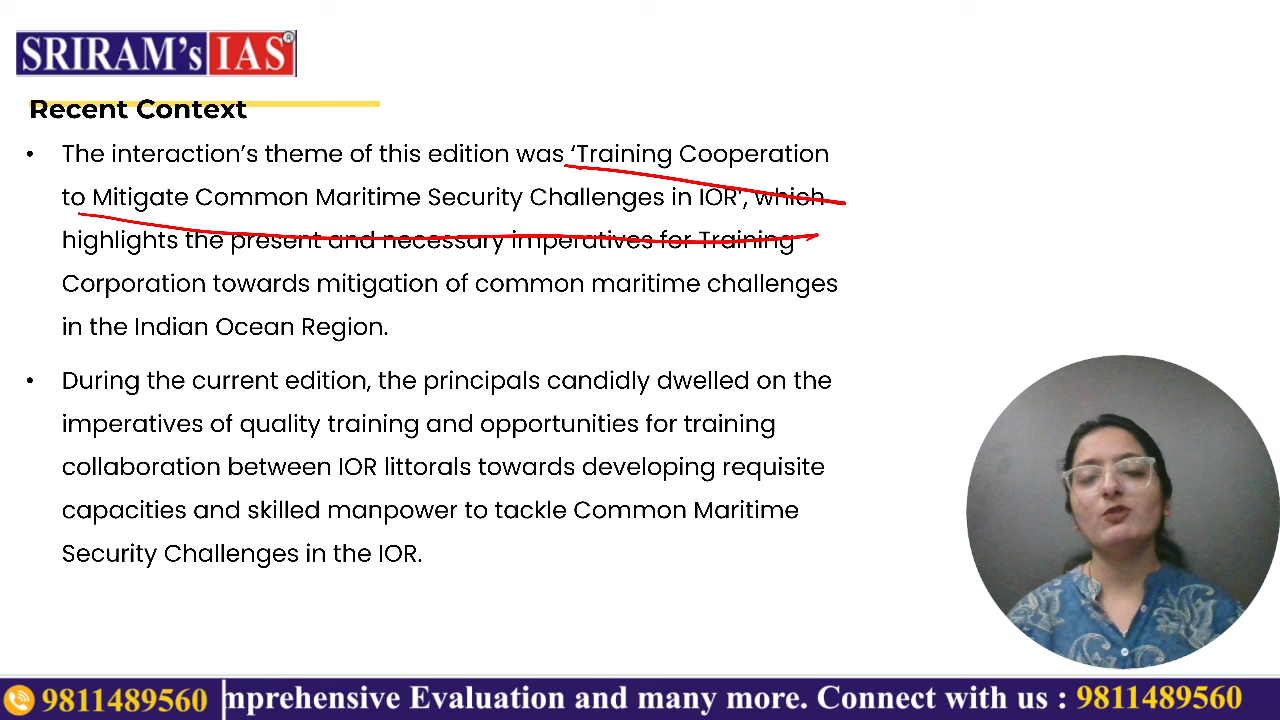 SRIRAM's IAS®
Recent Context
• The interaction's theme of this edition was 'Training Cooperation
to Mitigate Common Maritime Security Challenges in IOR', which
highlights the present and necessary imperatives for Training
Corporation towards mitigation of common maritime challenges
in the Indian Ocean Region.
• During the current edition, the principals candidly dwelled on the
imperatives of quality training and opportunities for training
collaboration between IOR littorals towards developing requisite
capacities and skilled manpower to tackle Common Maritime
Security Challenges in the IOR.
9811489560 mprehensive Evaluation and many more. Connect with us : 9811489560